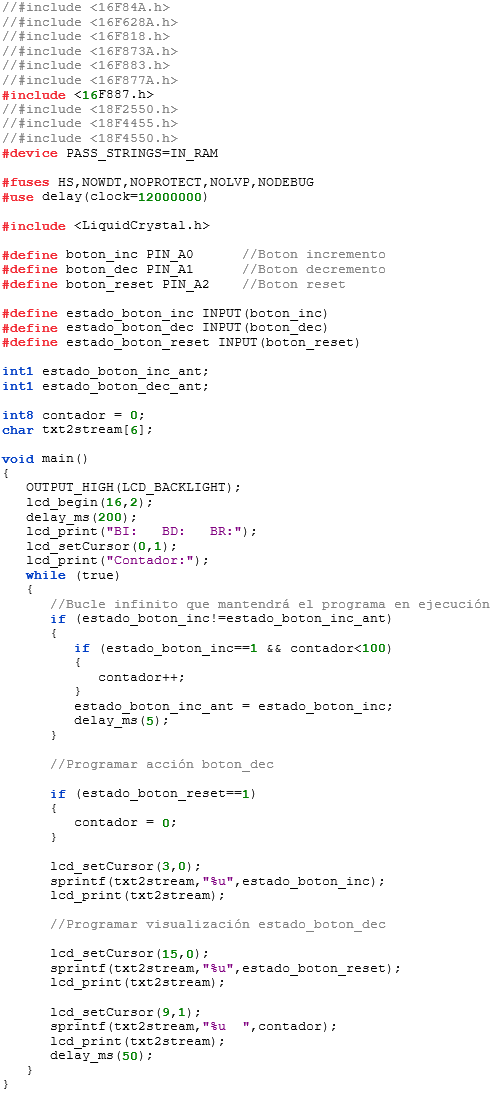 //#include <16F84A.h>
//#include <16F628A.h>
//#include <16F818.h>
//#include <16F873A.h>
//#include <16F883.h>
//#include <16F877A.h>
#include <16F887.h>
//#include <18F2550.h>
//#include <18F4455.h>
//#include <18F4550.h>
#device PASS_STRINGS=IN_RAM
#fuses HS,NOWDT,NOPROTECT,NOLVP,NODEBUG
#use delay(clock=12000000)
#include <LiquidCrystal.h>
#define boton_inc PIN_A0      //Boton incremento
#define boton_dec PIN_A1      //Boton decremento
#define boton_reset PIN_A2    //Boton reset
#define estado_boton_inc INPUT(boton_inc)
#define estado_boton_dec INPUT(boton_dec)
#define estado_boton_reset INPUT(boton_reset)
int1 estado_boton_inc_ant;
int1 estado_boton_dec_ant;
int8 contador = 0;
char txt2stream[6];
void main()
{
   OUTPUT_HIGH(LCD_BACKLIGHT);
   lcd_begin(16,2);
   delay_ms(200);
   lcd_print("BI:   BD:   BR:");
   lcd_setCursor(0,1);
   lcd_print("Contador:");
   while (true)
   {
      //Bucle infinito que mantendrá el programa en ejecución
      if (estado_boton_inc!=estado_boton_inc_ant)
      {
         if (estado_boton_inc==1 && contador<100)
         {
            contador++;
         }
         estado_boton_inc_ant = estado_boton_inc;
         delay_ms(5);
      }
      //Programar acción boton_dec
      if (estado_boton_reset==1)
      {
         contador = 0;
      }
      lcd_setCursor(3,0);
      sprintf(txt2stream,"%u",estado_boton_inc);
      lcd_print(txt2stream);
      //Programar visualización estado_boton_dec
      lcd_setCursor(15,0);
      sprintf(txt2stream,"%u",estado_boton_reset);
      lcd_print(txt2stream);
      lcd_setCursor(9,1);
      sprintf(txt2stream,"%u  ",contador);
      lcd_print(txt2stream);
      delay_ms(50);
   }
}